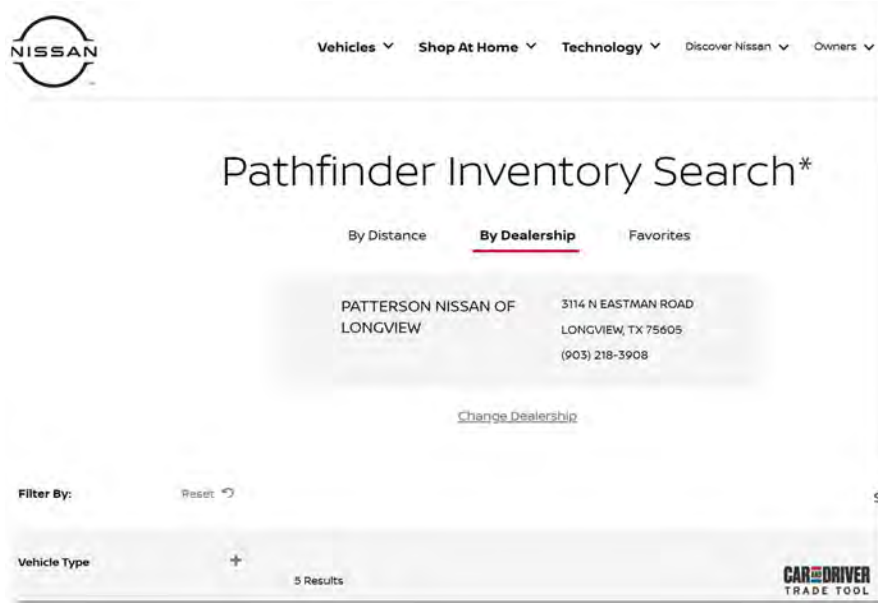 NISSAN
Vehicles Shop At Home Technology Discover Nissan Owners
Pathfinder Inventory Search*
By Distance By Dealership Favorites
PATTERSON NISSAN OF
LONGVIEW
3114 N EASTMAN ROAD
LONGVIEW, TX 75605
(903) 218-3908
Change Dealership
Filter By: Reset
Vehicle Type +
5 Results
CAR AND DRIVER
TRADE TOOL